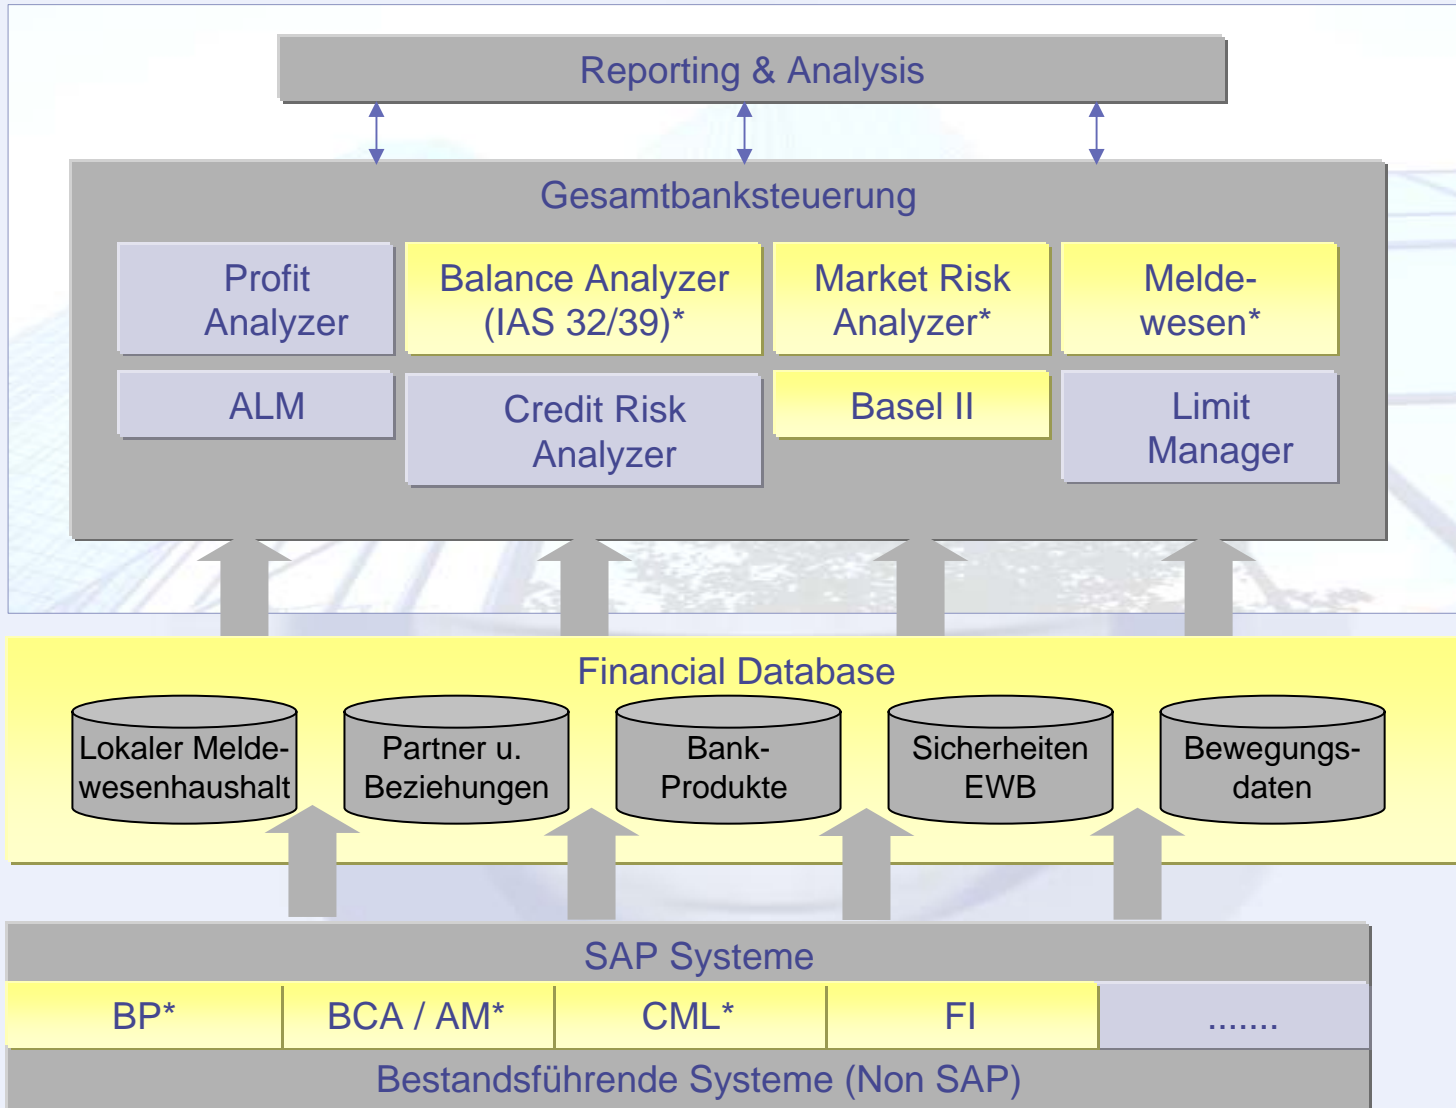 Reporting & Analysis
Gesamtbanksteuerung
Profit
Analyzer
Balance Analyzer
(IAS 32/39)*
Market Risk
Analyzer*
Melde-
wesen*
ALM
Credit Risk
Analyzer
Basel II
Limit
Manager
Financial Database
Lokaler Melde-
wesenhaushalt
Partner u.
Beziehungen
Bank-
Produkte
Sicherheiten
EWB
Bewegungs-
daten
SAP Systeme
BP*
BCA / AM*
CML*
FI
.......
Bestandsführende Systeme (Non SAP)